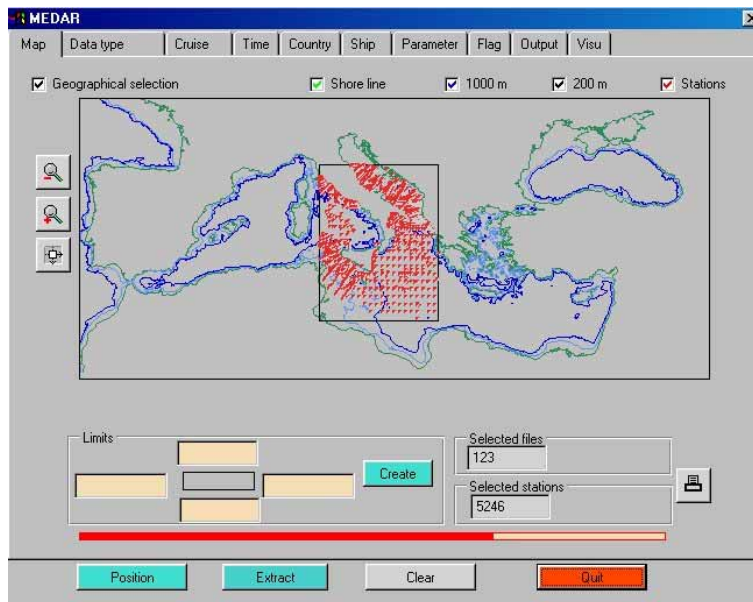 MEDAR
Map Data type Cruise Time Country Ship Parameter Flag Output Visu
Geographical selection Shore line 1000 m 200 m Stations
Limits
Create
Selected files
123
Selected stations
5246
Position Extract Clear Quit